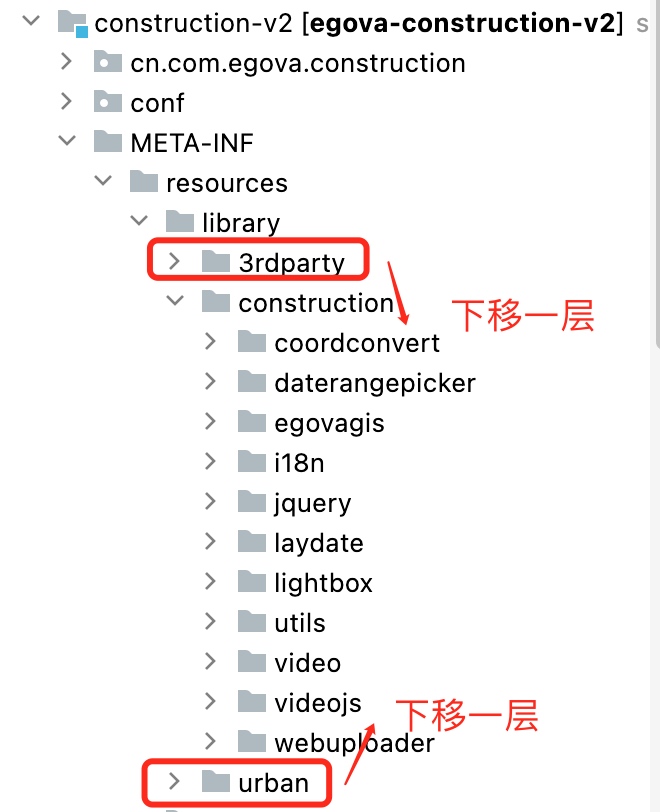 construction-v2 [egova-construction-v2] s
cn.com.egova.construction
conf
META-INF
resources
library
3rdparty
construction
下移一层
coordconvert
daterangepicker
egovagis
i18n
jquery
laydate
lightbox
utils
video
videojs
下移一层
webuploader
urban